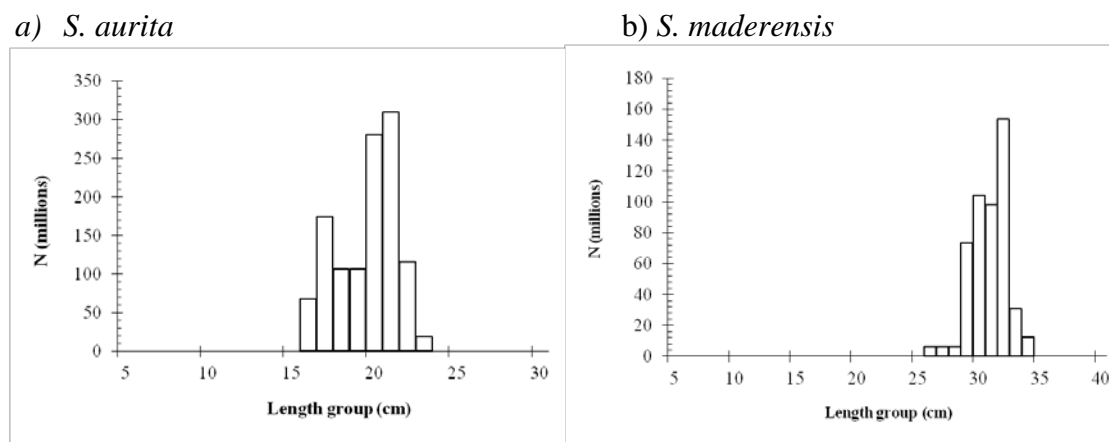 a) S. aurita
b) S. maderensis
350
300
250
200
150
100
50
0
N (millions)
5 10 15 20 25 30
Length group (cm)
180
160
140
120
100
80
60
40
20
0
N (millions)
5 10 15 20 25 30 35 40
Length group (cm)